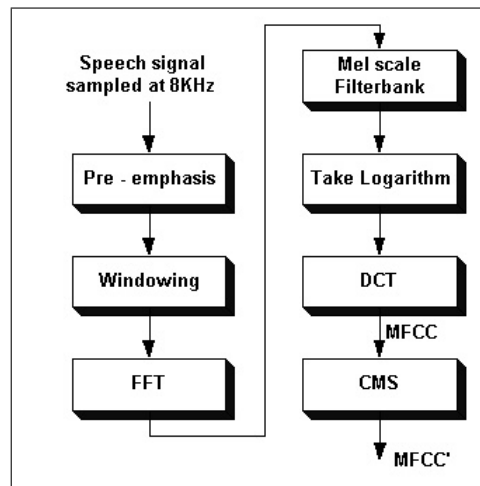 Speech signal
sampled at 8KHz
Pre - emphasis
Windowing
FFT
Mel scale
Filterbank
Take Logarithm
DCT
MFCC
CMS
MFCC'